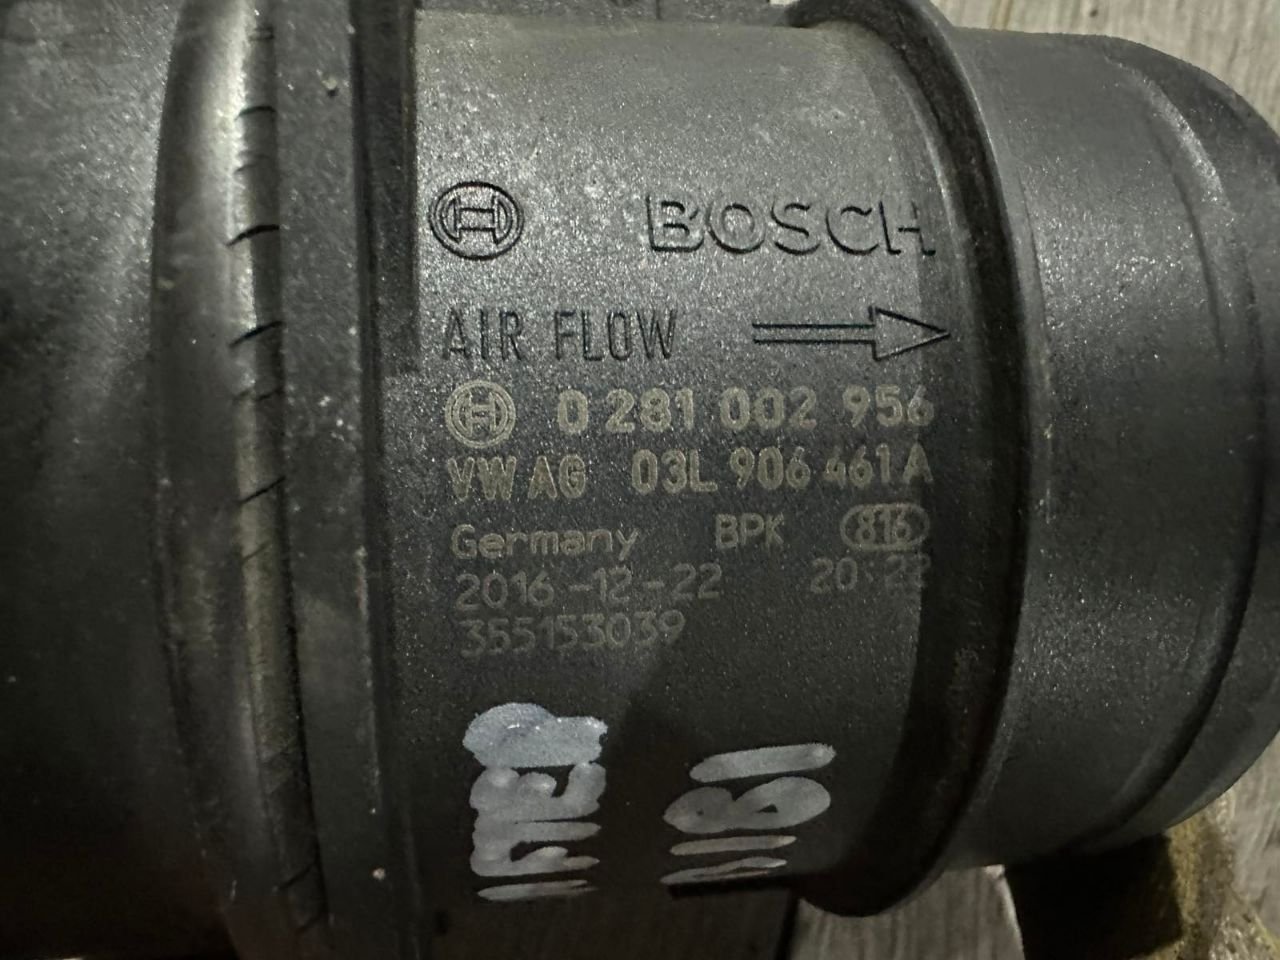 BOSCH
AIR FLOW
0 281 002 956
VW AG 03L 906 461 A
Germany BPK 816
2016-12-22 20:22
355153039